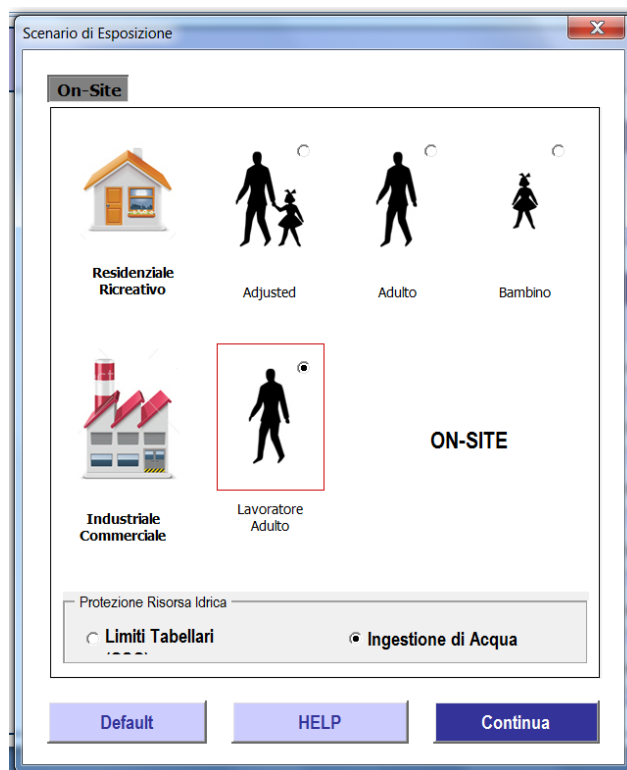 Scenario di Esposizione
On-Site
Residenziale
Ricreativo
Adjusted
Adulto
Bambino
Industriale
Commerciale
Lavoratore
Adulto
ON-SITE
Protezione Risorsa Idrica
Limiti Tabellari
Ingestione di Acqua
Default
HELP
Continua